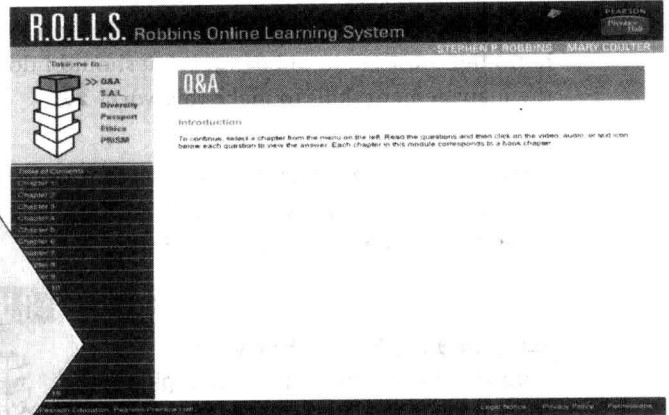 R.O.L.L.S. Robbins Online Learning System
PEARSON
Prentice Hall
STEPHEN P. ROBBINS MARY COULTER
Take me to...
>> Q&A
S.A.L.
Diversity
Passport
Ethics
PRISM
Q&A
Introduction
To continue, select a chapter from the menu on the left. Read the questions and then click on the video, audio, or text icon
below each question to view the answer. Each chapter in this module corresponds to a book chapter.
Table of Contents
Chapter 1
Chapter 2
Chapter 3
Chapter 4
Chapter 5
Chapter 6
Chapter 7
Pearson Education, Pearson Prentice Hall
Legal Notice Privacy Policy Permissions